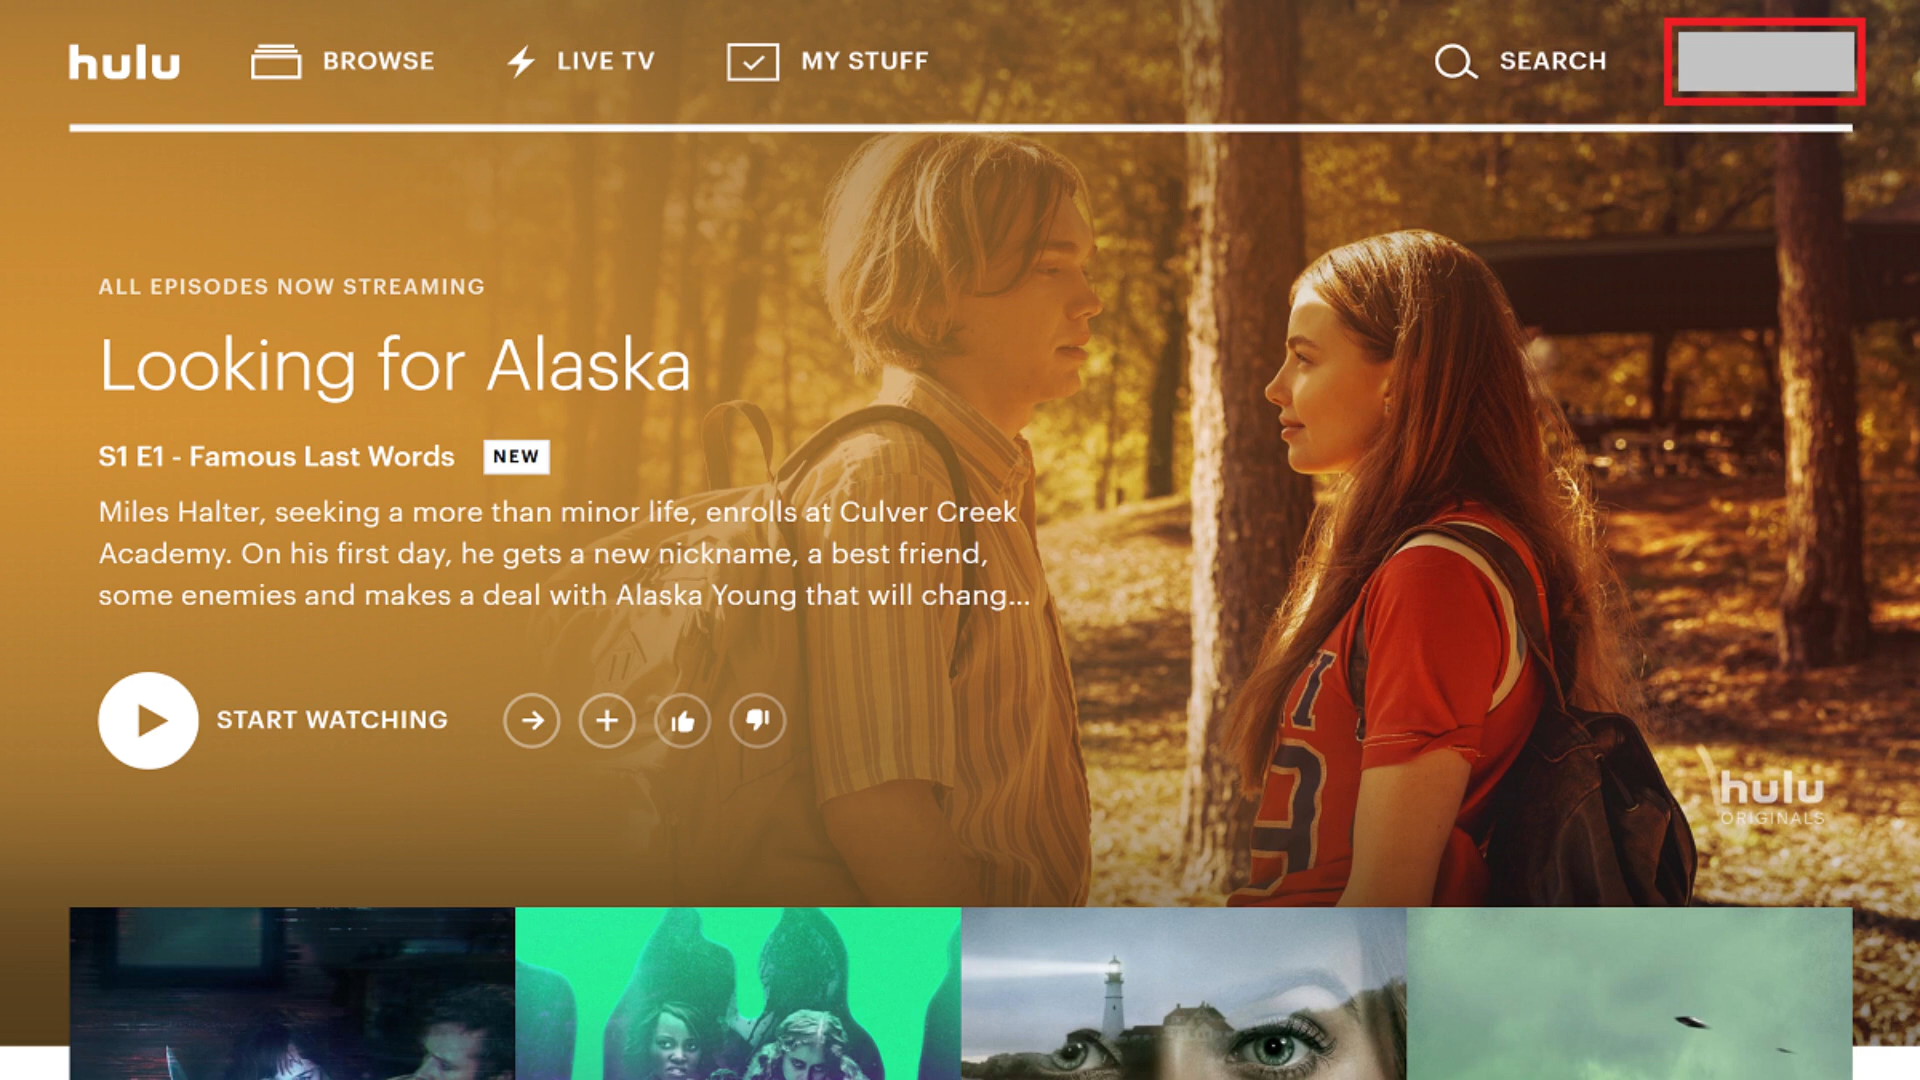 hulu
BROWSE
LIVE TV
MY STUFF
SEARCH
ALL EPISODES NOW STREAMING
Looking for Alaska
S1 E1 - Famous Last Words NEW
Miles Halter, seeking a more than minor life, enrolls at Culver Creek
Academy. On his first day, he gets a new nickname, a best friend,
some enemies and makes a deal with Alaska Young that will chang...
START WATCHING
hulu
ORIGINALS